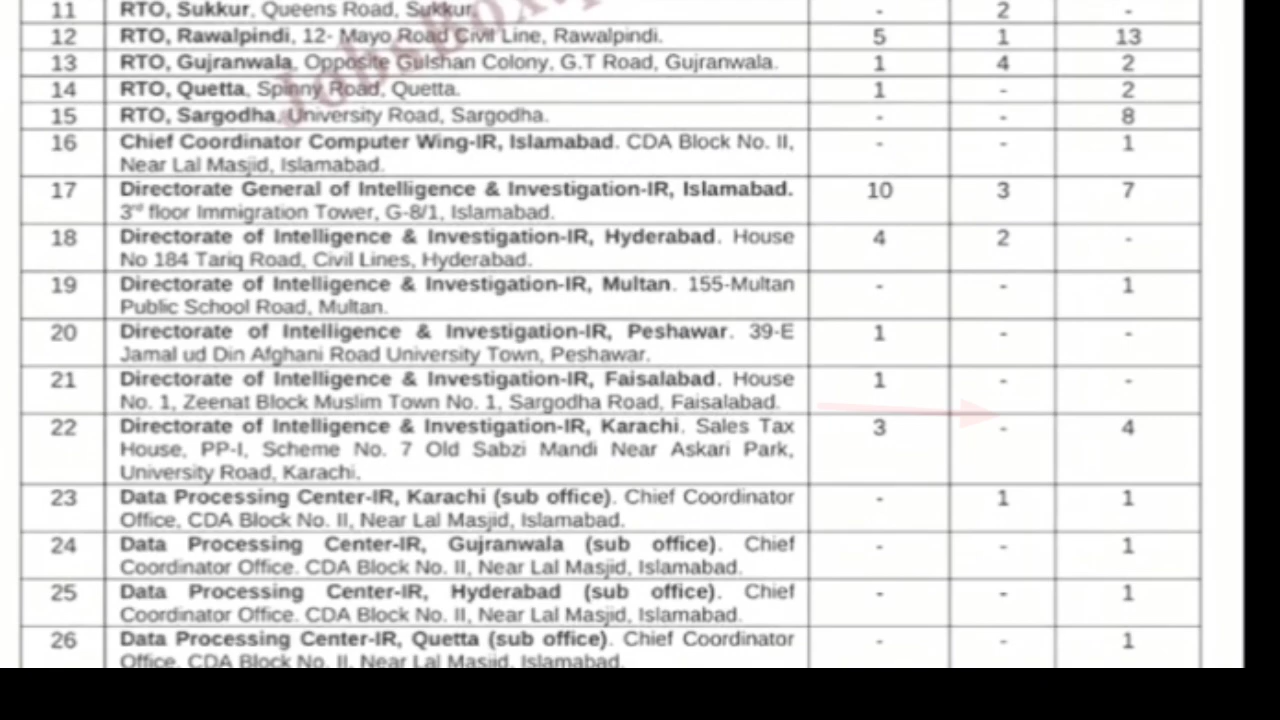 11 RTO, Sukkur, Queens Road, Sukkur. - 2 -
12 RTO, Rawalpindi, 12- Mayo Road Civil Line, Rawalpindi. 5 1 13
13 RTO, Gujranwala, Opposite Gulshan Colony, G.T Road, Gujranwala. 1 4 2
14 RTO, Quetta, Spinny Road, Quetta. 1 - 2
15 RTO, Sargodha, University Road, Sargodha. - - 8
16 Chief Coordinator Computer Wing-IR, Islamabad. CDA Block No. II, - - 1
Near Lal Masjid, Islamabad.
17 Directorate General of Intelligence & Investigation-IR, Islamabad. 10 3 7
3rd floor Immigration Tower, G-8/1, Islamabad.
18 Directorate of Intelligence & Investigation-IR, Hyderabad. House 4 2 -
No 184 Tariq Road, Civil Lines, Hyderabad.
19 Directorate of Intelligence & Investigation-IR, Multan. 155-Multan - - 1
Public School Road, Multan.
20 Directorate of Intelligence & Investigation-IR, Peshawar. 39-E 1 - -
Jamal ud Din Afghani Road University Town, Peshawar.
21 Directorate of Intelligence & Investigation-IR, Faisalabad. House 1 - -
No. 1, Zeenat Block Muslim Town No. 1, Sargodha Road, Faisalabad.
22 Directorate of Intelligence & Investigation-IR, Karachi. Sales Tax 3 - 4
House, PP-I, Scheme No. 7 Old Sabzi Mandi Near Askari Park,
University Road, Karachi.
23 Data Processing Center-IR, Karachi (sub office). Chief Coordinator - 1 1
Office, CDA Block No. II, Near Lal Masjid, Islamabad.
24 Data Processing Center-IR, Gujranwala (sub office). Chief - - 1
Coordinator Office. CDA Block No. II, Near Lal Masjid, Islamabad.
25 Data Processing Center-IR, Hyderabad (sub office). Chief - - 1
Coordinator Office. CDA Block No. II, Near Lal Masjid, Islamabad.
26 Data Processing Center-IR, Quetta (sub office). Chief Coordinator - - 1
Office, CDA Block No. II, Near Lal Masjid, Islamabad.